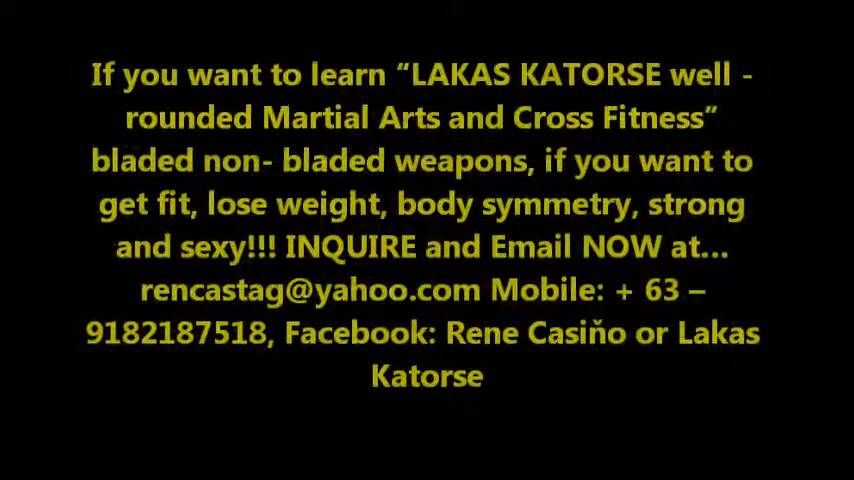 If you want to learn “LAKAS KATORSE well -
rounded Martial Arts and Cross Fitness”
bladed non- bladed weapons, if you want to
get fit, lose weight, body symmetry, strong
and sexy!!! INQUIRE and Email NOW at...
rencastag@yahoo.com Mobile: + 63 –
9182187518, Facebook: Rene Casiňo or Lakas
Katorse